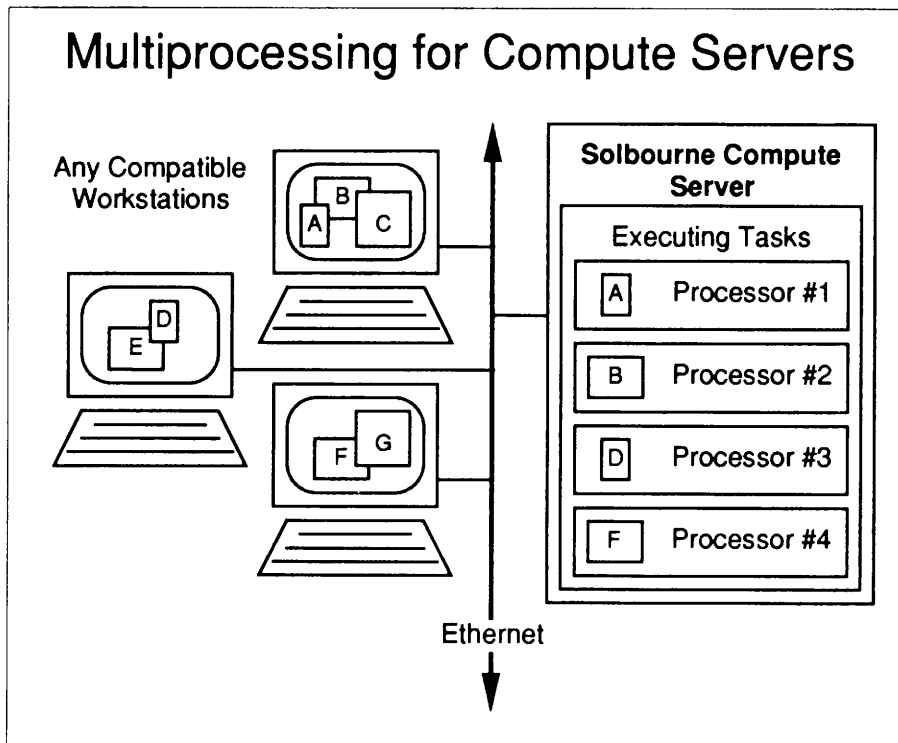 Multiprocessing for Compute Servers
Any Compatible
Workstations
A
B
C
D
E
F
G
Solbourne Compute
Server
Executing Tasks
A Processor #1
B Processor #2
D Processor #3
F Processor #4
Ethernet